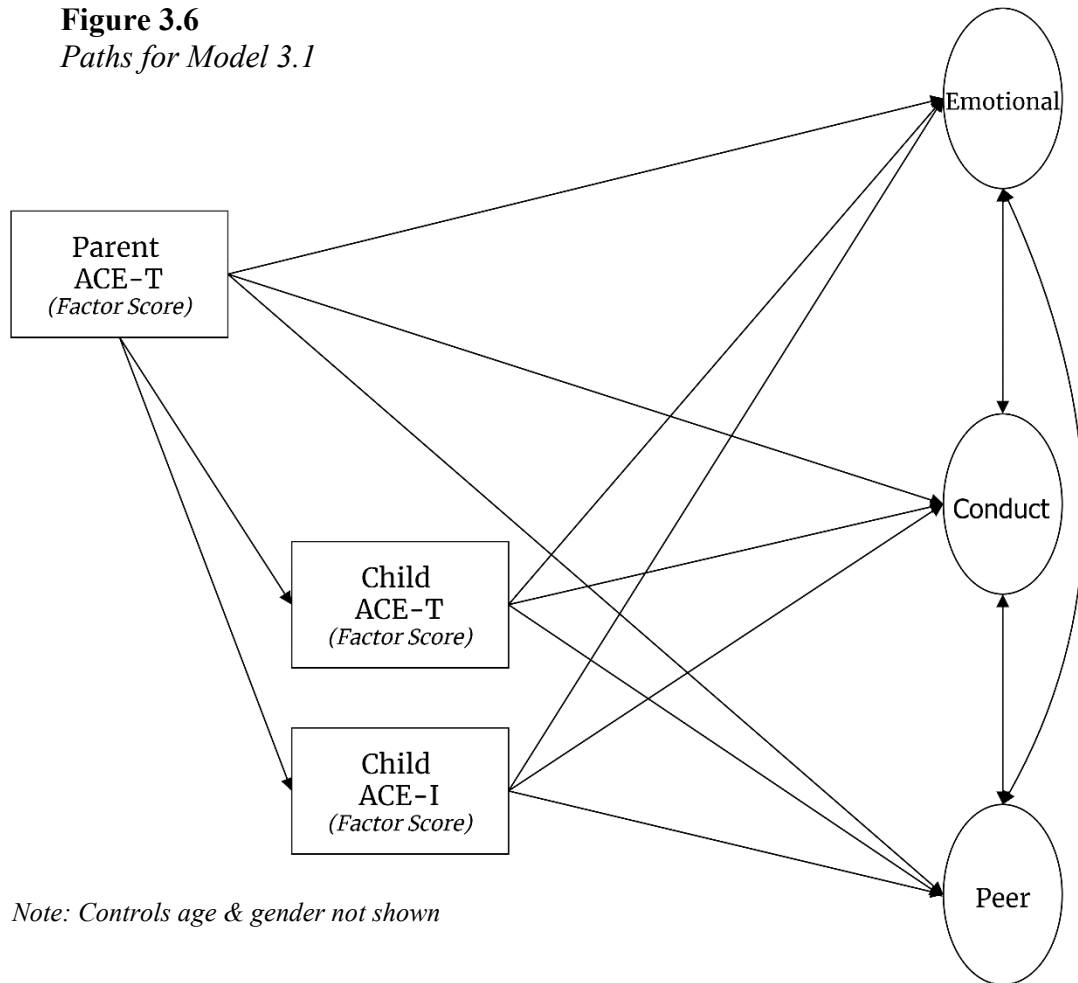 Figure 3.6
Paths for Model 3.1
Emotional
Parent
ACE-T
(Factor Score)
Conduct
Child
ACE-T
(Factor Score)
Child
ACE-I
(Factor Score)
Peer
Note: Controls age & gender not shown